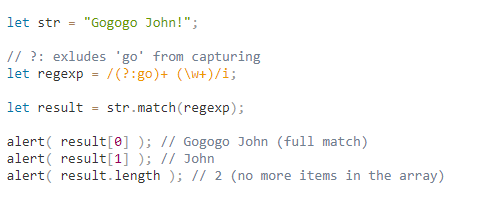 let str = "Gogogo John!";
// ?: exludes 'go' from capturing
let regexp = /(?:go)+ (\w+)/i;
let result = str.match(regexp);
alert( result[0] ); // Gogogo John (full match)
alert( result[1] ); // John
alert( result.length ); // 2 (no more items in the array)